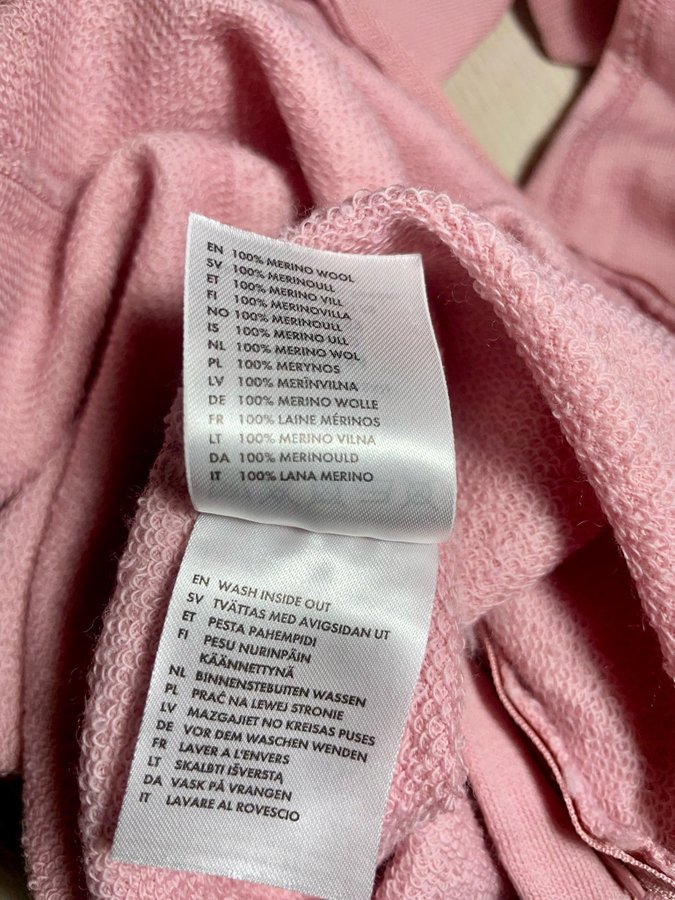 EN 100% MERINO WOOL
SV 100% MERINOULL
ET 100% MERINO VILL
FI 100% MERINOVILLA
NO 100% MERINOULL
IS 100% MERINO ULL
NL 100% MERINO WOL
PL 100% MERYNOS
LV 100% MERĪNVILNA
DE 100% MERINO WOLLE
FR 100% LAINE MÉRINOS
LT 100% MERINO VILNA
DA 100% MERINOULD
IT 100% LANA MERINO
EN WASH INSIDE OUT
SV TVÄTTAS MED AVIGSIDAN UT
ET PESTA PAHEMPIDI
FI PESU NURINPÄIN
KÄÄNNETTYNÄ
NL BINNENSTEBUITEN WASSEN
PL PRAĆ NA LEWEJ STRONIE
LV MAZGAJIET NO KREISAS PUSES
DE VOR DEM WASCHEN WENDEN
FR LAVER A L'ENVERS
LT SKALBTI IŠVERSTĄ
DA VASK PÅ VRANGEN
IT LAVARE AL ROVESCIO